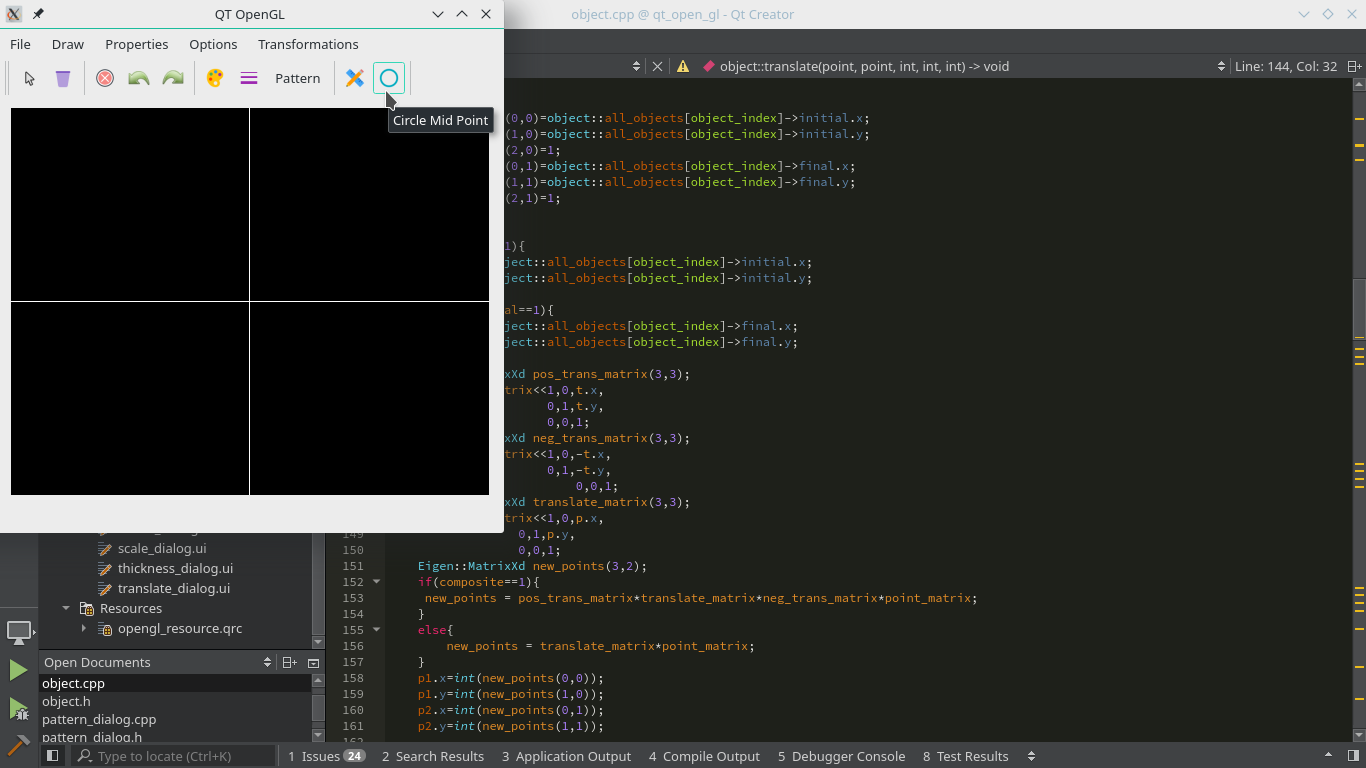 QT OpenGL
File Draw Properties Options Transformations
Pattern
Circle Mid Point
object.cpp @ qt_open_gl - Qt Creator
object::translate(point, point, int, int, int) -> void
Line: 144, Col: 32
(0,0)=object::all_objects[object_index]->initial.x;
(1,0)=object::all_objects[object_index]->initial.y;
(2,0)=1;
(0,1)=object::all_objects[object_index]->final.x;
(1,1)=object::all_objects[object_index]->final.y;
(2,1)=1;
1){
ject::all_objects[object_index]->initial.x;
ject::all_objects[object_index]->initial.y;
al==1){
ject::all_objects[object_index]->final.x;
ject::all_objects[object_index]->final.y;
xXd pos_trans_matrix(3,3);
trix<<1,0,t.x,
0,1,t.y,
0,0,1;
xXd neg_trans_matrix(3,3);
trix<<1,0,-t.x,
0,1,-t.y,
0,0,1;
xXd translate_matrix(3,3);
trix<<1,0,p.x,
149 0,1,p.y,
150 0,0,1;
151 Eigen::MatrixXd new_points(3,2);
152 if(composite==1){
153 new_points = pos_trans_matrix*translate_matrix*neg_trans_matrix*point_matrix;
154 }
155 else{
156 new_points = translate_matrix*point_matrix;
157 }
158 p1.x=int(new_points(0,0));
159 p1.y=int(new_points(1,0));
160 p2.x=int(new_points(0,1));
161 p2.y=int(new_points(1,1));
162
scale_dialog.ui
thickness_dialog.ui
translate_dialog.ui
Resources
opengl_resource.qrc
Open Documents
object.cpp
object.h
pattern_dialog.cpp
pattern_dialog.h
Type to locate (Ctrl+K)
1 Issues 24 2 Search Results 3 Application Output 4 Compile Output 5 Debugger Console 8 Test Results